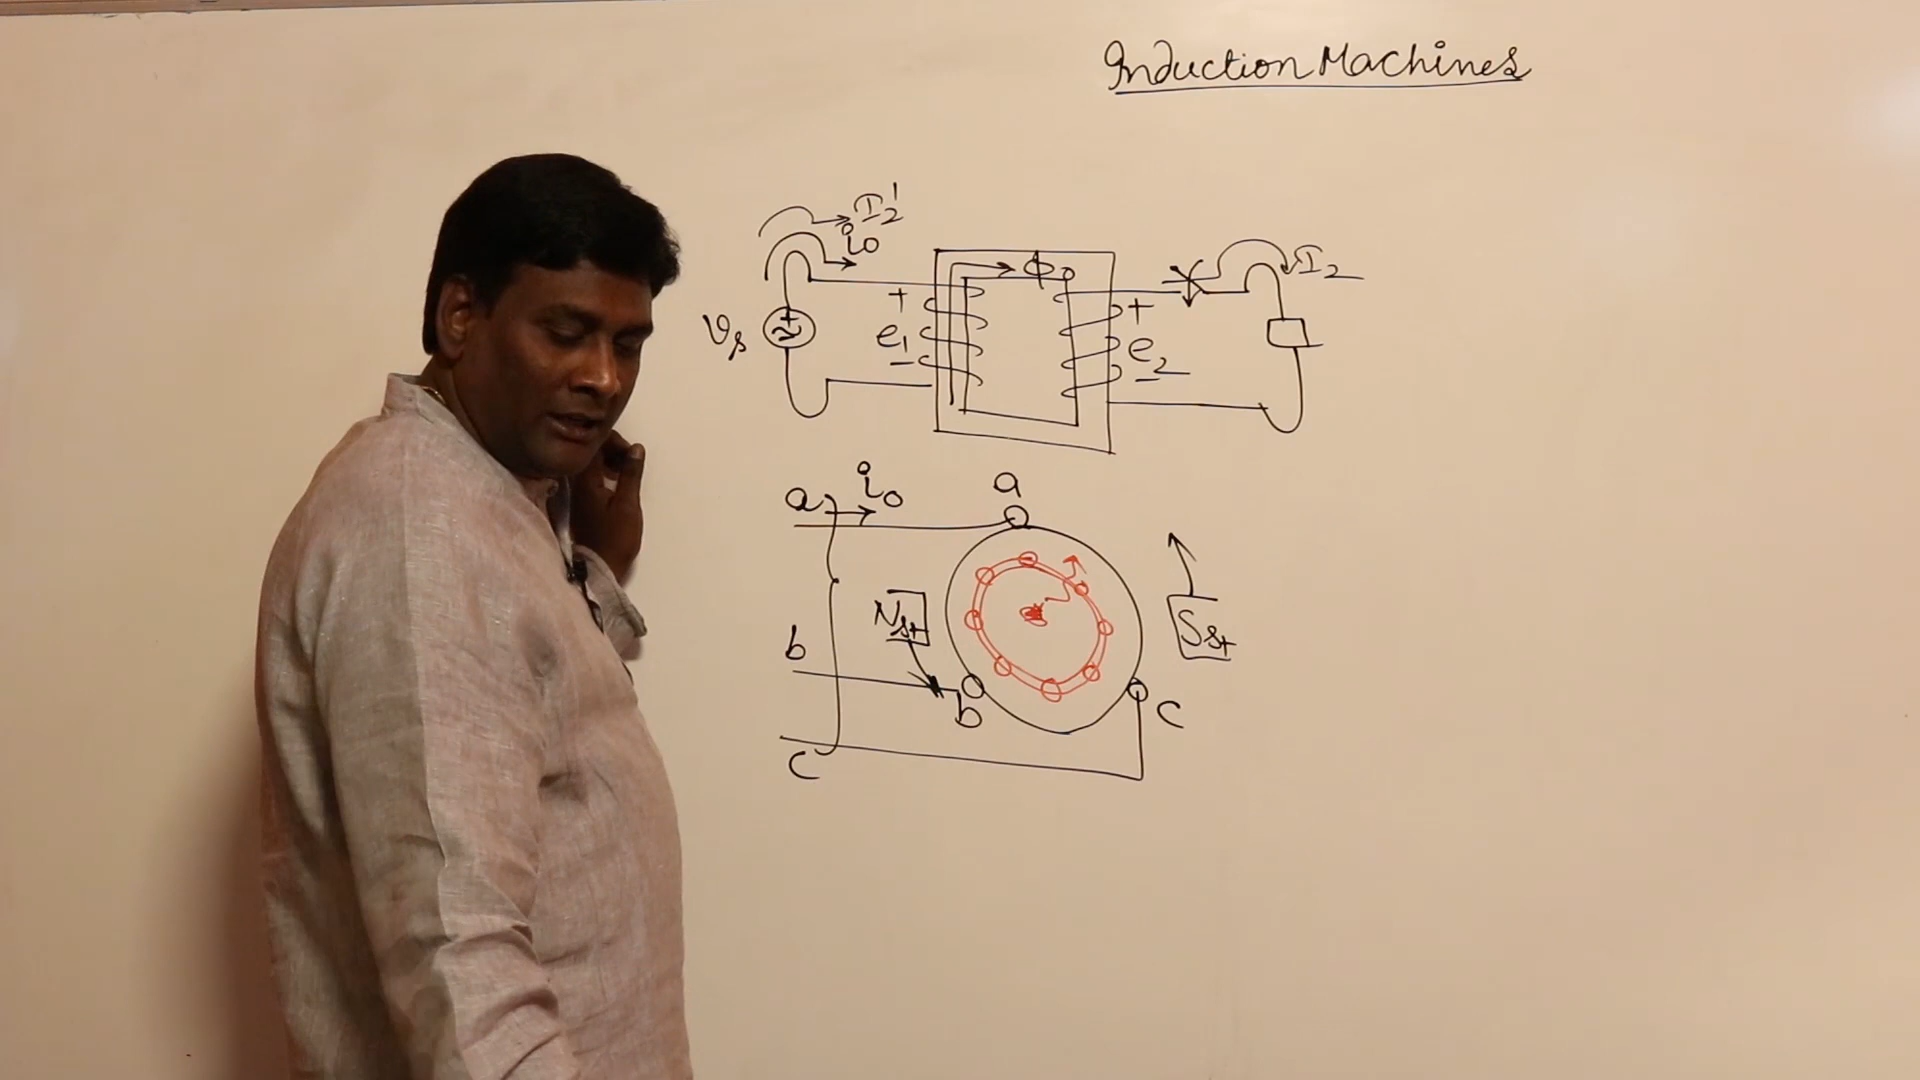 Induction Machines
I₂'
i₀
ϕ₀
I₂
+
+
+
vₛ
e₁
e₂
-
-
i₀
a
a
b
Nst
Sst
b
c
c